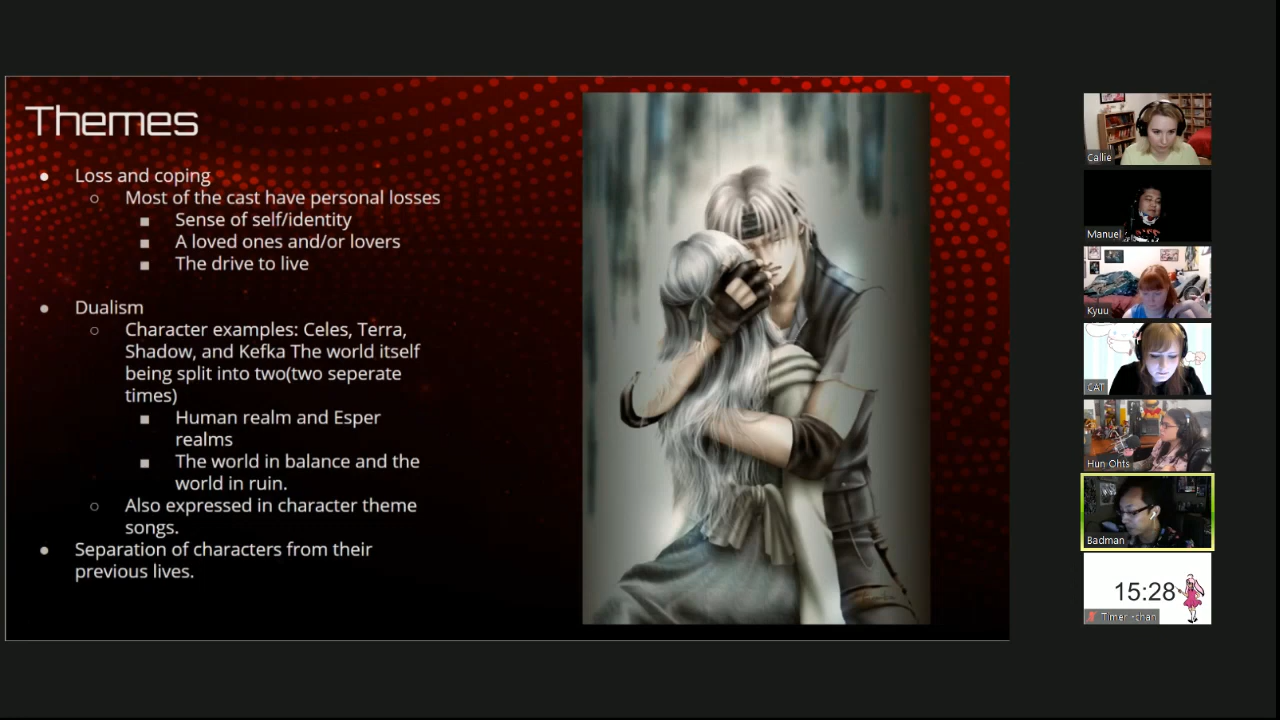 Themes
● Loss and coping
○ Most of the cast have personal losses
■ Sense of self/identity
■ A loved ones and/or lovers
■ The drive to live
● Dualism
○ Character examples: Celes, Terra,
Shadow, and Kefka The world itself
being split into two(two seperate
times)
■ Human realm and Esper
realms
■ The world in balance and the
world in ruin.
○ Also expressed in character theme
songs.
● Separation of characters from their
previous lives.
Callie
Manuel
Kyuu
CAT
Hun Ohts
Badman
15:28
Timer -chan